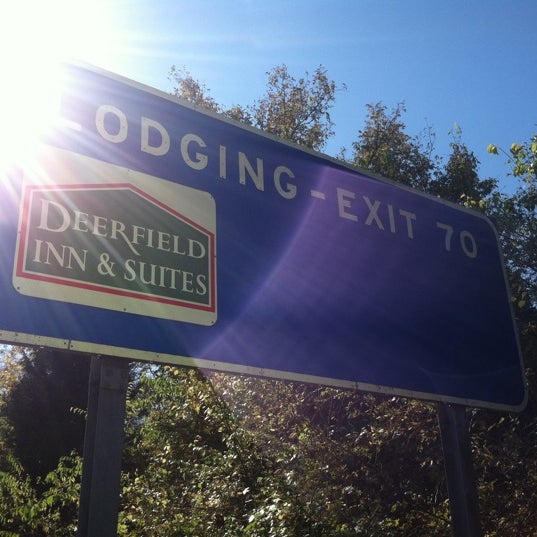 LODGING - EXIT 70
DEERFIELD
INN & SUITES